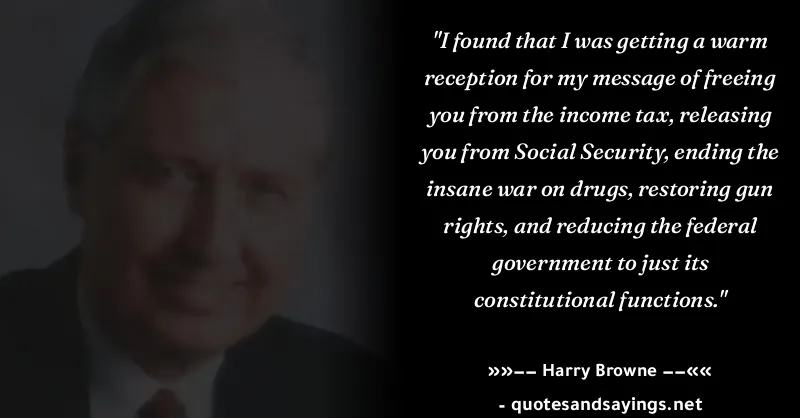 "I found that I was getting a warm
reception for my message of freeing
you from the income tax, releasing
you from Social Security, ending the
insane war on drugs, restoring gun
rights, and reducing the federal
government to just its
constitutional functions."
»»—— Harry Browne ——««
- quotesandsayings.net